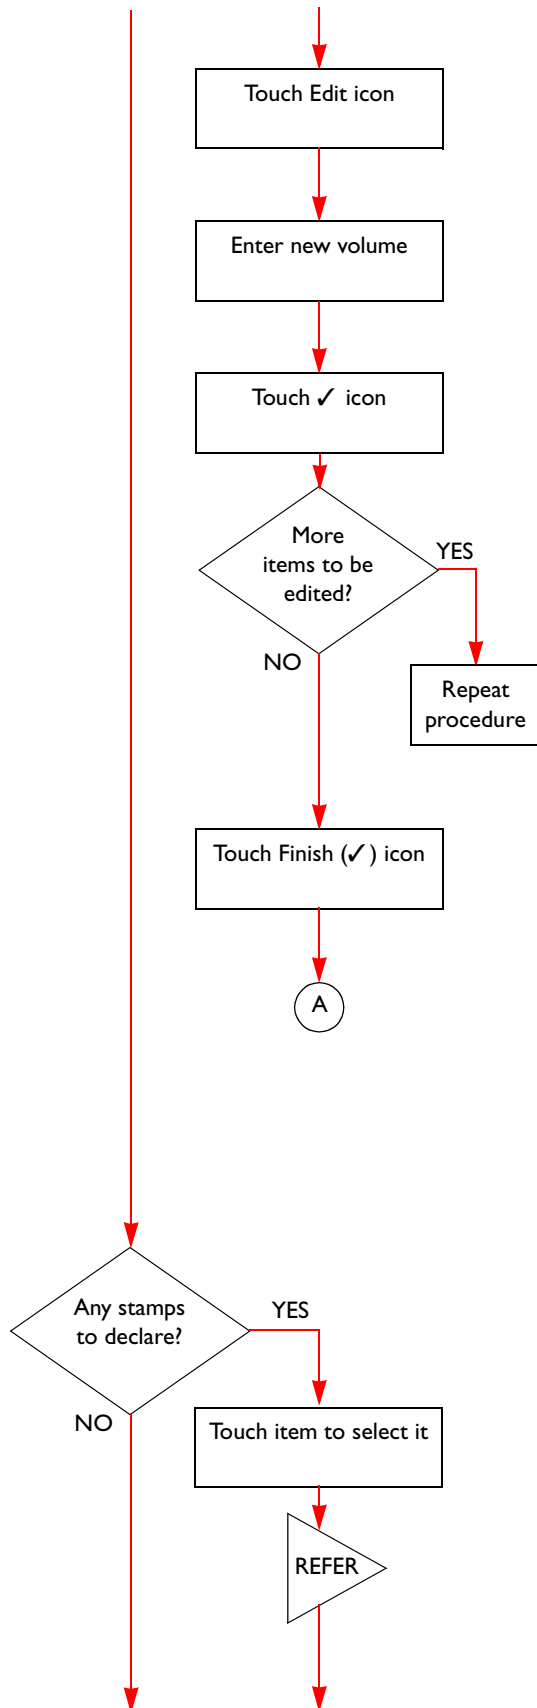 Touch Edit icon
Enter new volume
Touch ✓ icon
More
items to be
edited?
YES
NO
Repeat
procedure
Touch Finish (✓) icon
A
Any stamps
to declare?
YES
NO
Touch item to select it
REFER